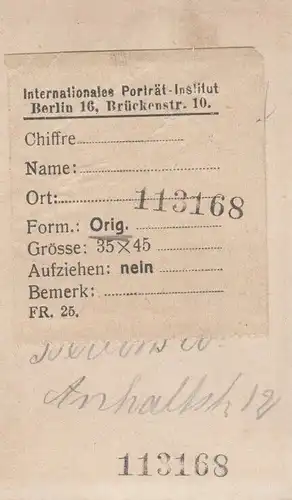 Internationales Porträt-Institut
Berlin 16, Brückenstr. 10.
Chiffre
Name:
Ort:
113168
Form.: Orig.
Grösse: 35×45
Aufziehen: nein
Bemerk:
FR. 25.
Anhaltstr 12
113168